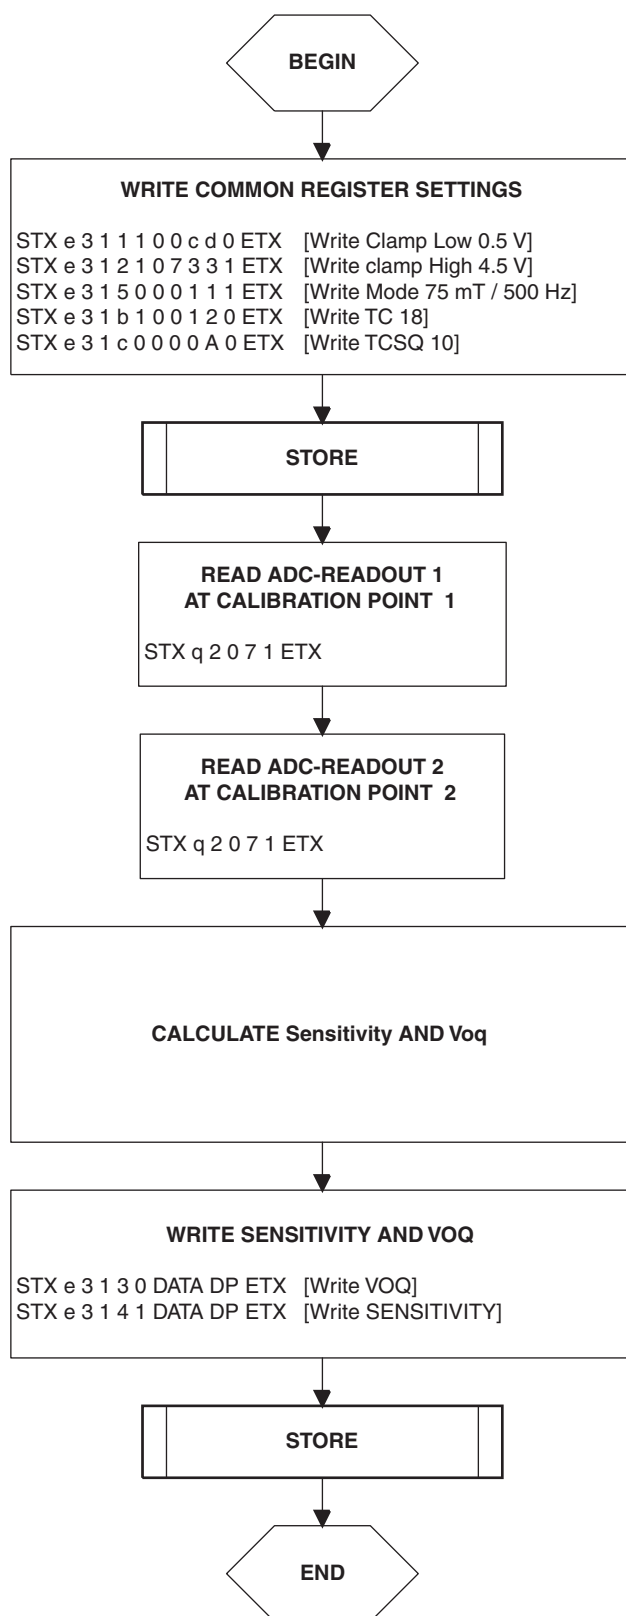 BEGIN
WRITE COMMON REGISTER SETTINGS
STX e 3 1 1 1 0 0 c d 0 ETX [Write Clamp Low 0.5 V]
STX e 3 1 2 1 0 7 3 3 1 ETX [Write clamp High 4.5 V]
STX e 3 1 5 0 0 0 1 1 1 ETX [Write Mode 75 mT / 500 Hz]
STX e 3 1 b 1 0 0 1 2 0 ETX [Write TC 18]
STX e 3 1 c 0 0 0 0 A 0 ETX [Write TCSQ 10]
STORE
READ ADC-READOUT 1
AT CALIBRATION POINT 1
STX q 2 0 7 1 ETX
READ ADC-READOUT 2
AT CALIBRATION POINT 2
STX q 2 0 7 1 ETX
CALCULATE Sensitivity AND Voq
WRITE SENSITIVITY AND VOQ
STX e 3 1 3 0 DATA DP ETX [Write VOQ]
STX e 3 1 4 1 DATA DP ETX [Write SENSITIVITY]
STORE
END